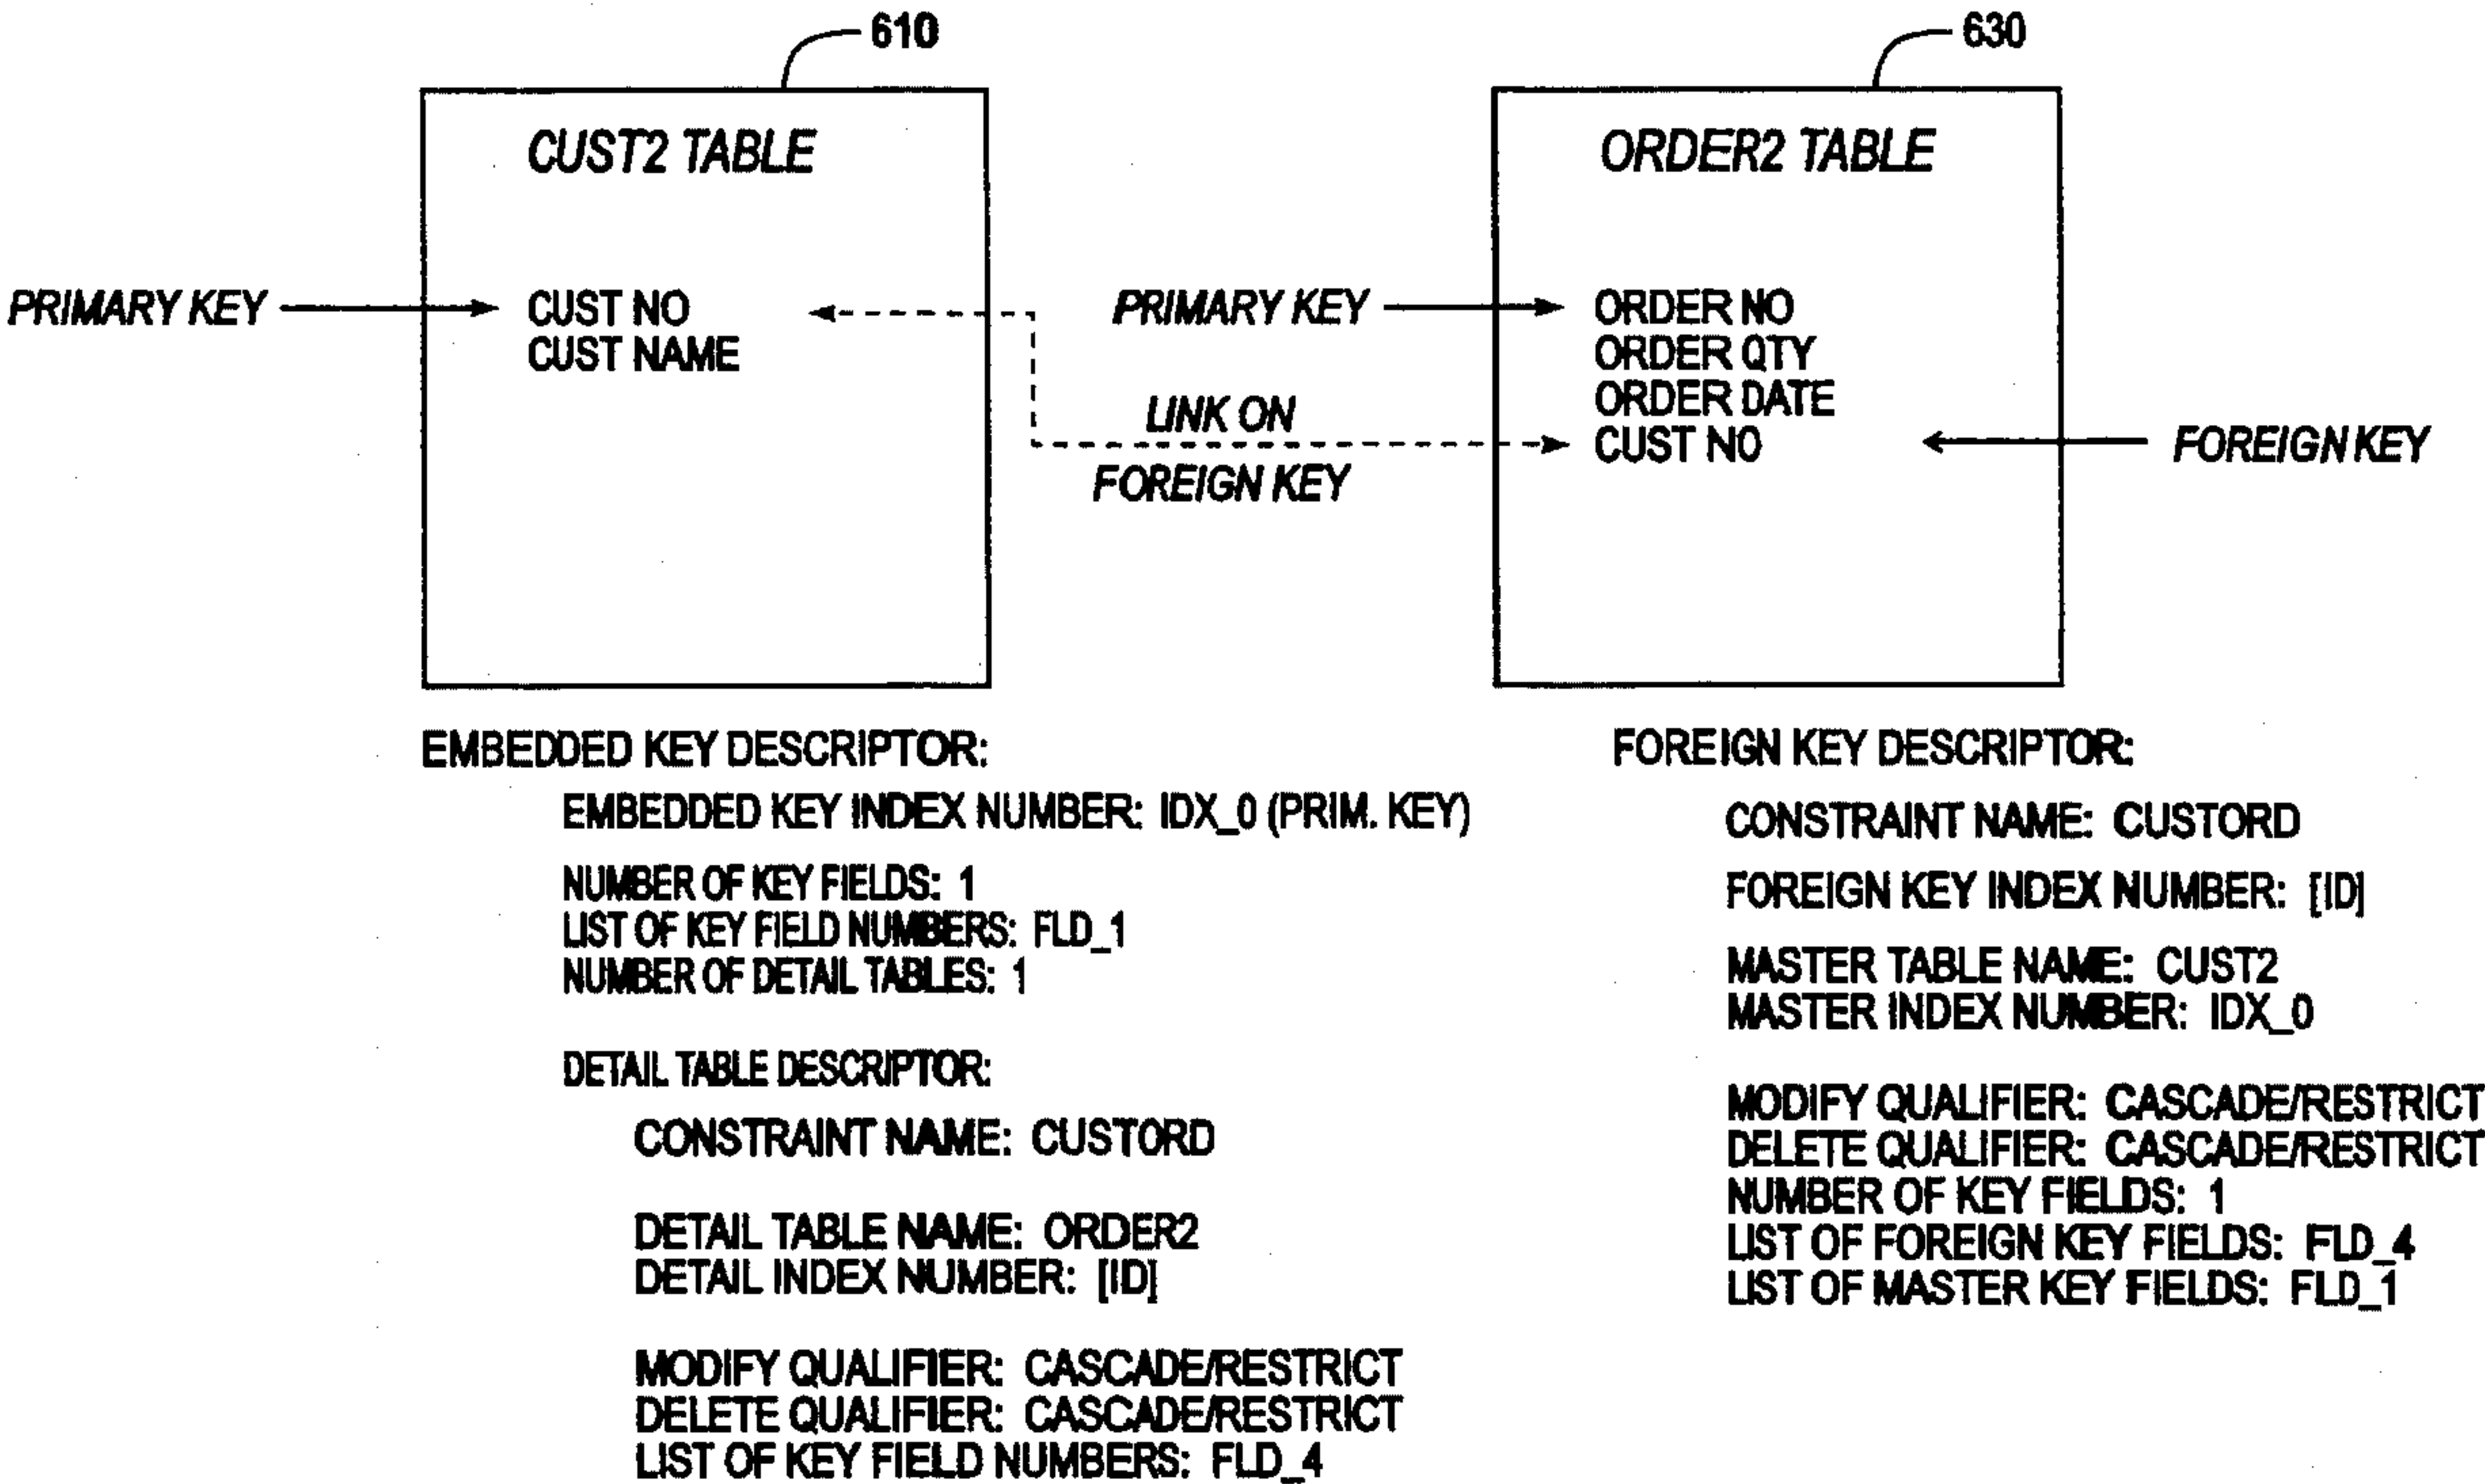 610
630
CUST2 TABLE
ORDER2 TABLE
PRIMARY KEY
CUST NO
CUST NAME
PRIMARY KEY
ORDER NO
ORDER QTY
ORDER DATE
CUST NO
LINK ON
FOREIGN KEY
FOREIGN KEY
EMBEDDED KEY DESCRIPTOR:
EMBEDDED KEY INDEX NUMBER: IDX_0 (PRIM. KEY)
NUMBER OF KEY FIELDS: 1
LIST OF KEY FIELD NUMBERS: FLD_1
NUMBER OF DETAIL TABLES: 1
DETAIL TABLE DESCRIPTOR:
CONSTRAINT NAME: CUSTORD
DETAIL TABLE NAME: ORDER2
DETAIL INDEX NUMBER: [ID]
MODIFY QUALIFIER: CASCADE/RESTRICT
DELETE QUALIFIER: CASCADE/RESTRICT
LIST OF KEY FIELD NUMBERS: FLD_4
FOREIGN KEY DESCRIPTOR:
CONSTRAINT NAME: CUSTORD
FOREIGN KEY INDEX NUMBER: [ID]
MASTER TABLE NAME: CUST2
MASTER INDEX NUMBER: IDX_0
MODIFY QUALIFIER: CASCADE/RESTRICT
DELETE QUALIFIER: CASCADE/RESTRICT
NUMBER OF KEY FIELDS: 1
LIST OF FOREIGN KEY FIELDS: FLD_4
LIST OF MASTER KEY FIELDS: FLD_1